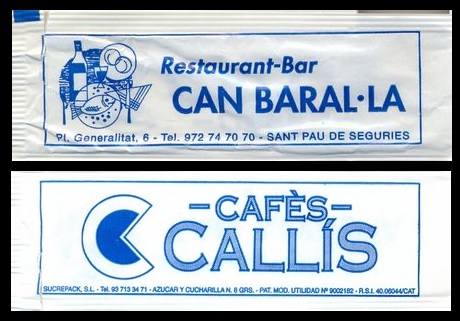 Restaurant-Bar
CAN BARAL·LA
Pl. Generalitat, 6 - Tel. 972 74 70 70 - SANT PAU DE SEGURIES
-CAFÈS-
CALLÍS
SUCREPACK, S.L. - Tel. 93 713 34 71 - AZUCAR Y CUCHARILLA N. 8 GRS. - PAT. MOD. UTILIDAD Nº 9002182 - R.S.I. 40.06044/CAT